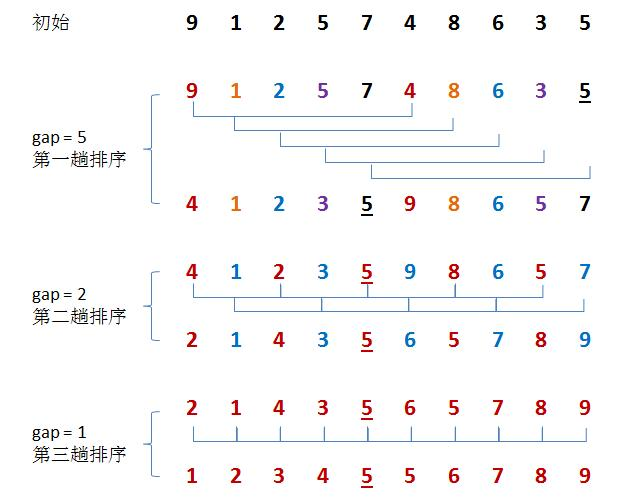 初始 9 1 2 5 7 4 8 6 3 5
9 1 2 5 7 4 8 6 3 5
gap = 5
第一趟排序
4 1 2 3 5 9 8 6 5 7
4 1 2 3 5 9 8 6 5 7
gap = 2
第二趟排序
2 1 4 3 5 6 5 7 8 9
2 1 4 3 5 6 5 7 8 9
gap = 1
第三趟排序
1 2 3 4 5 5 6 7 8 9